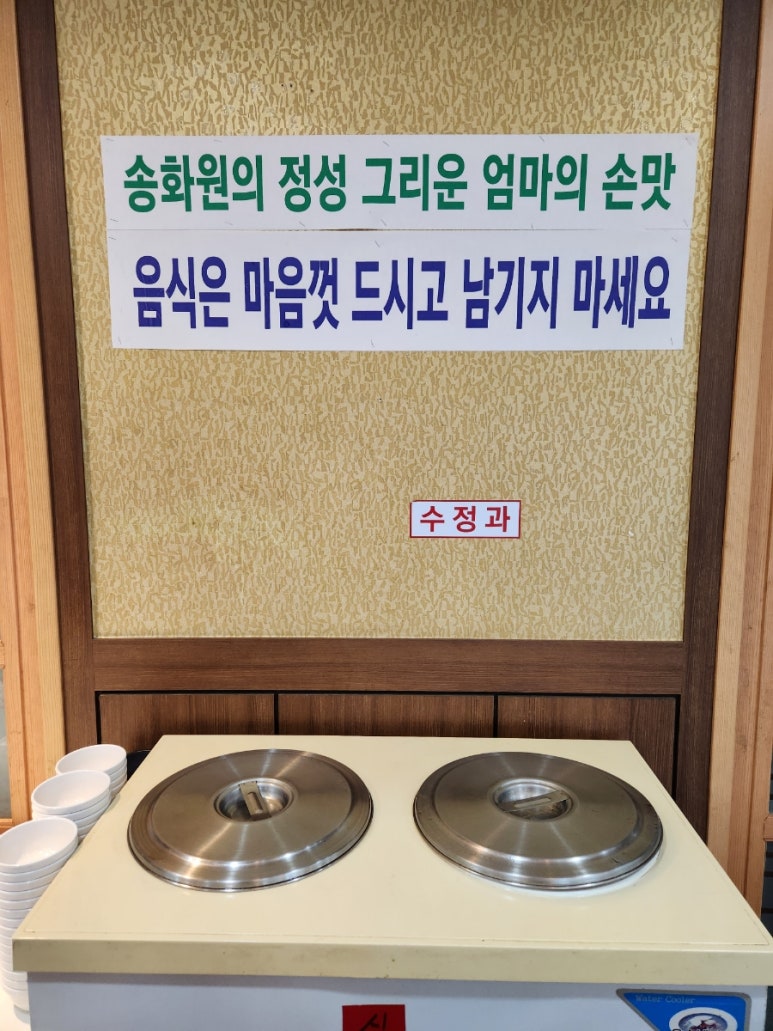 송화원의 정성 그리운 엄마의 손맛
음식은 마음껏 드시고 남기지 마세요
수정과
Water Cooler